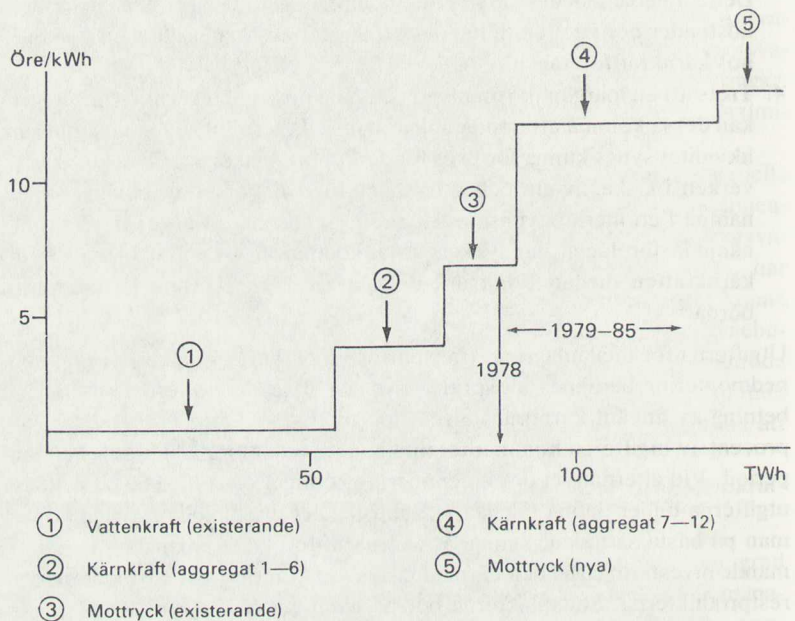 ⑤
④
Öre/kWh
10
③
②
5
1979–85
①
1978
50
100
TWh
① Vattenkraft (existerande)
② Kärnkraft (aggregat 1—6)
③ Mottryck (existerande)
④ Kärnkraft (aggregat 7—12)
⑤ Mottryck (nya)